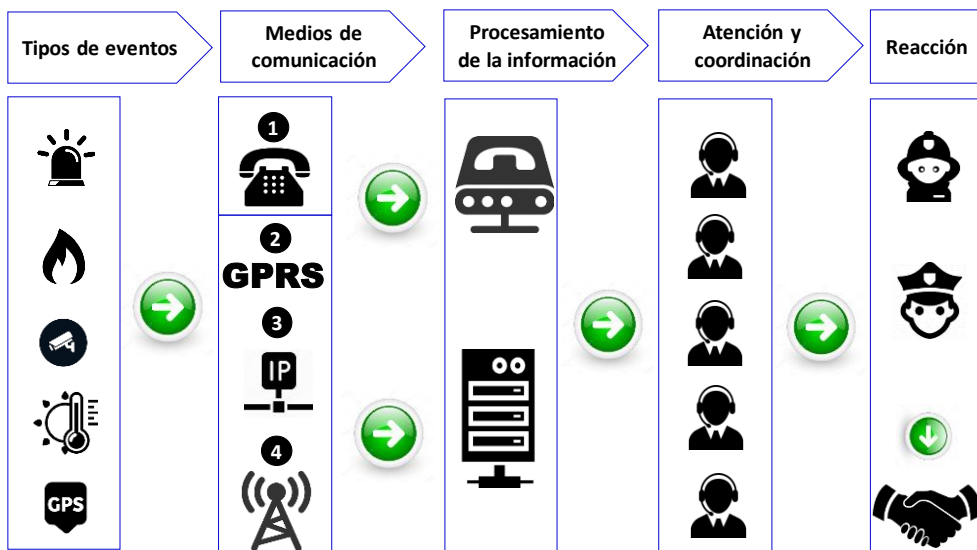 Tipos de eventos
Medios de
comunicación
Procesamiento
de la información
Atención y
coordinación
Reacción
1
2
GPRS
3
IP
4
GPS